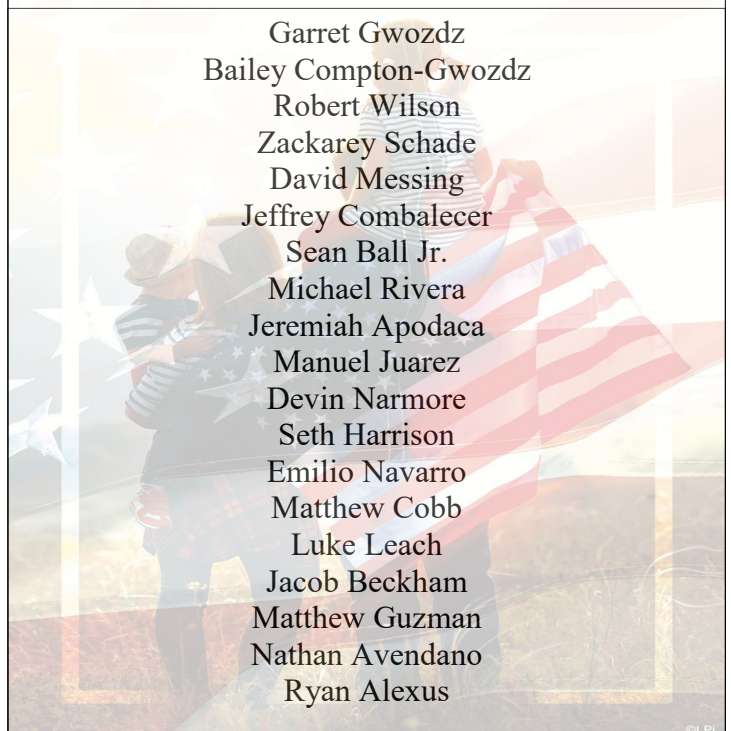 Garret Gwozdz
Bailey Compton-Gwozdz
Robert Wilson
Zackarey Schade
David Messing
Jeffrey Combalecer
Sean Ball Jr.
Michael Rivera
Jeremiah Apodaca
Manuel Juarez
Devin Narmore
Seth Harrison
Emilio Navarro
Matthew Cobb
Luke Leach
Jacob Beckham
Matthew Guzman
Nathan Avendano
Ryan Alexus
©LPi